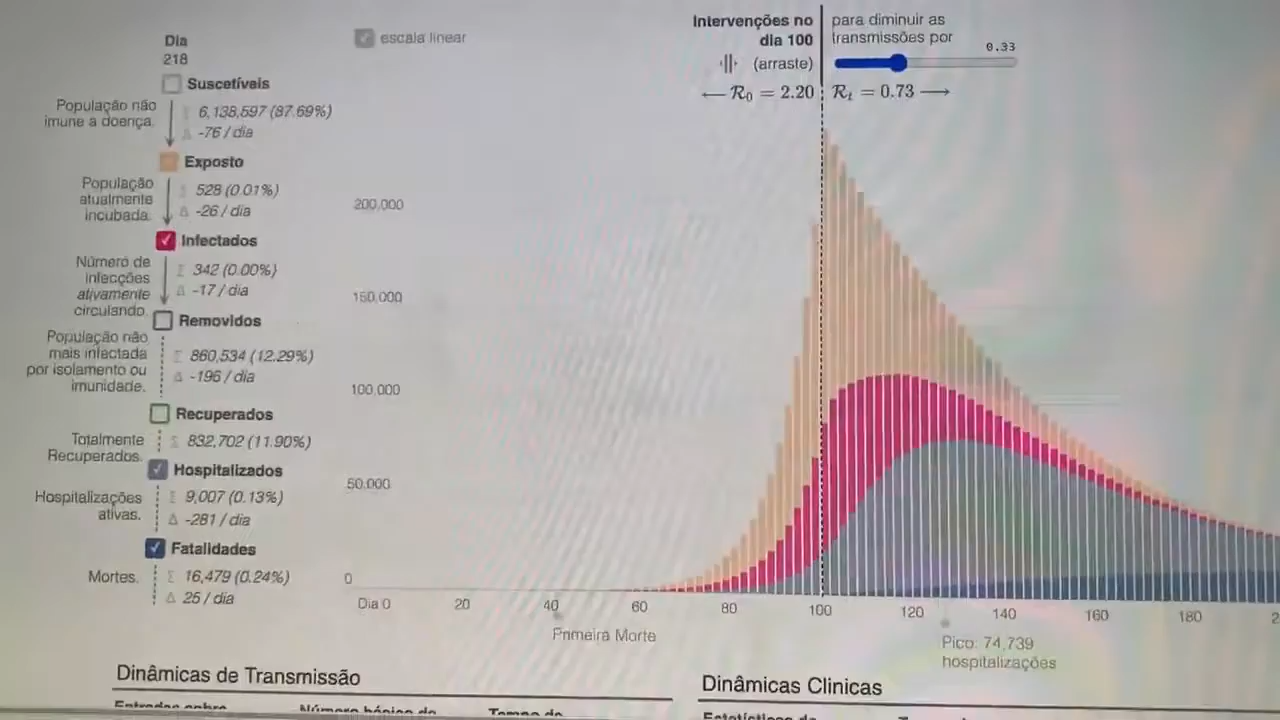 Dia
218
Suscetíveis
População não
imune a doença.
Σ 6,138,597 (87.69%)
Δ -76 / dia
Exposto
População
atualmente
incubada.
Σ 528 (0.01%)
Δ -26 / dia
Infectados
Número de
infecções
ativamente
circulando.
Σ 342 (0.00%)
Δ -17 / dia
Removidos
População não
mais infectada
por isolamento ou
imunidade.
Σ 860,534 (12.29%)
Δ -196 / dia
Recuperados
Totalmente
Recuperados.
Σ 832,702 (11.90%)
Hospitalizados
Hospitalizações
ativas.
Σ 9,007 (0.13%)
Δ -281 / dia
Fatalidades
Mortes.
Σ 16,479 (0.24%)
Δ 25 / dia
escala linear
Intervenções no
dia 100
(arraste)
← R₀ = 2.20
para diminuir as
transmissões por
0.33
Rₜ = 0.73 →
200,000
150,000
100,000
50,000
0
Dia 0 20 40 60 80 100 120 140 160 180
Primeira Morte
Pico: 74,739
hospitalizações
Dinâmicas de Transmissão
Dinâmicas Clinicas